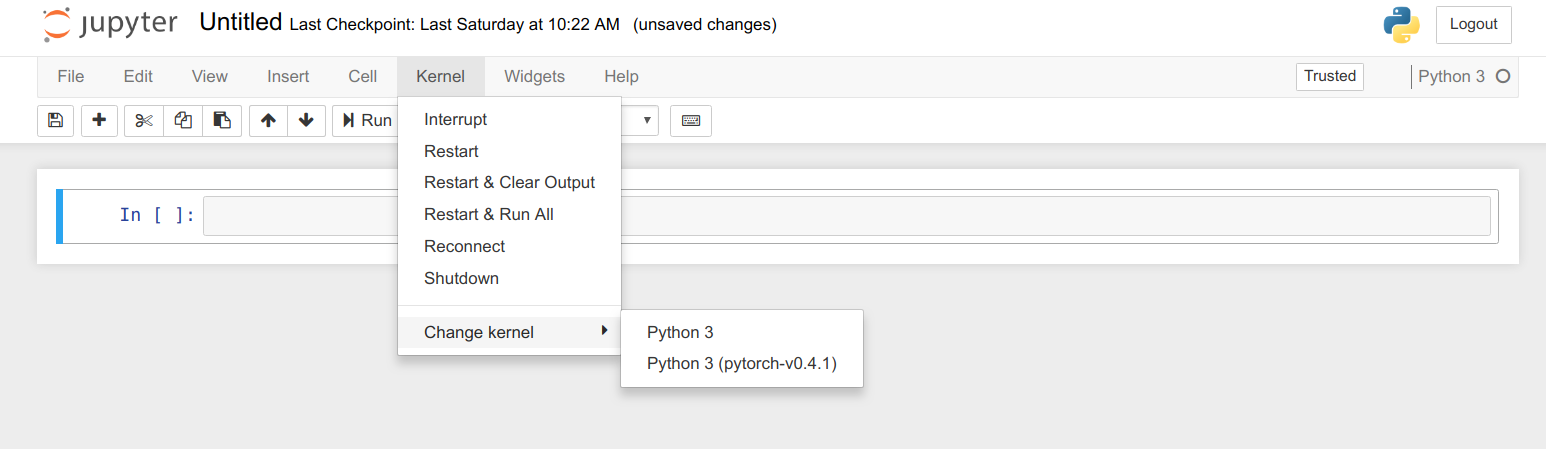 jupyter Untitled Last Checkpoint: Last Saturday at 10:22 AM (unsaved changes) Logout
File Edit View Insert Cell Kernel Widgets Help Trusted Python 3
Run
Interrupt
Restart
Restart & Clear Output
Restart & Run All
In [ ]:
Reconnect
Shutdown
Change kernel
Python 3
Python 3 (pytorch-v0.4.1)